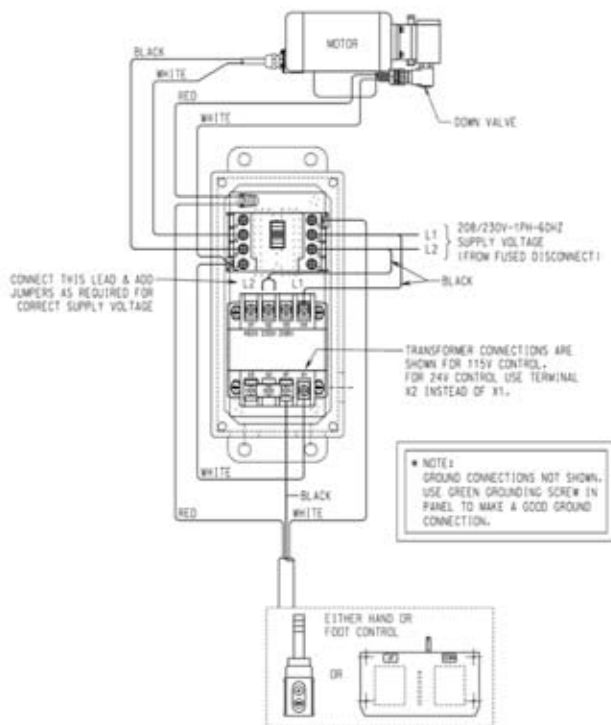 MOTOR
BLACK
WHITE
RED
WHITE
DOWN VALVE
L1
L2
208/230V-1PH-60HZ
SUPPLY VOLTAGE
(FROM FUSED DISCONNECT)
BLACK
CONNECT THIS LEAD & ADD
JUMPERS AS REQUIRED FOR
CORRECT SUPPLY VOLTAGE
L2
L1
TRANSFORMER CONNECTIONS ARE
SHOWN FOR 115V CONTROL.
FOR 24V CONTROL USE TERMINAL
X2 INSTEAD OF X1.
WHITE
BLACK
RED
WHITE
* NOTE:
GROUND CONNECTIONS NOT SHOWN.
USE GREEN GROUNDING SCREW IN
PANEL TO MAKE A GOOD GROUND
CONNECTION.
EITHER HAND OR
FOOT CONTROL
OR